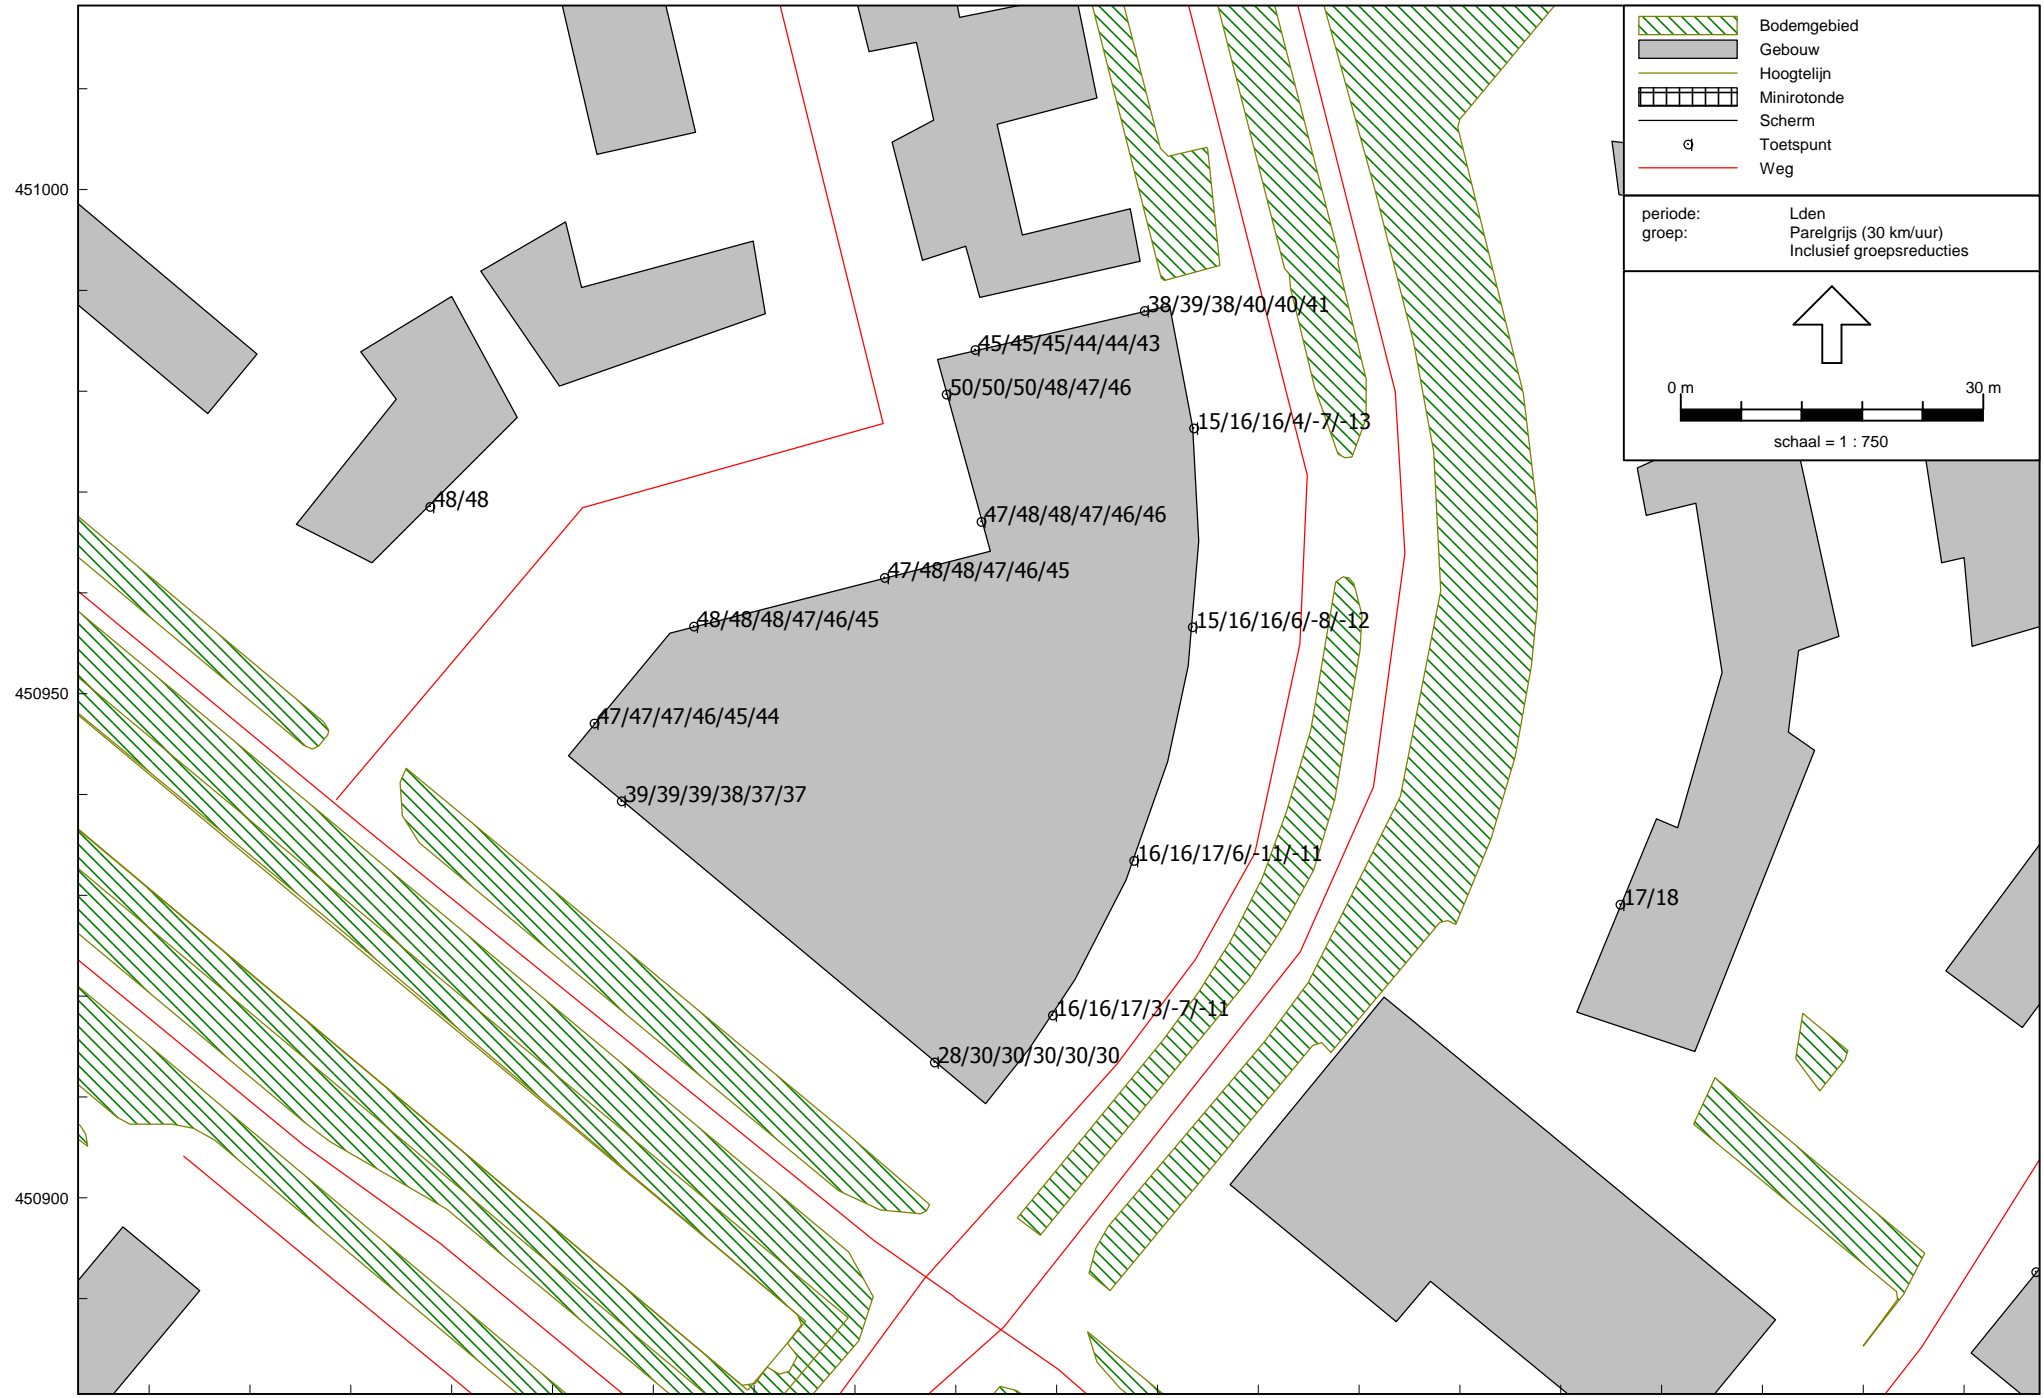 Bodemgebied
Gebouw
Hoogtelijn
Minirotonde
Scherm
Toetspunt
Weg
periode: Lden
groep: Parelgrijs (30 km/uur)
Inclusief groepsreducties
0 m 30 m
schaal = 1 : 750
451000
450950
450900
38/39/38/40/40/41
45/45/45/44/44/43
50/50/50/48/47/46
15/16/16/4/-7/-13
48/48
47/48/48/47/46/46
47/48/48/47/46/45
48/48/48/47/46/45
15/16/16/6/-8/-12
47/47/47/46/45/44
39/39/39/38/37/37
16/16/17/6/-11/-11
17/18
16/16/17/3/-7/-11
28/30/30/30/30/30